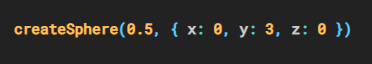 createSphere(0.5, { x: 0, y: 3, z: 0 })